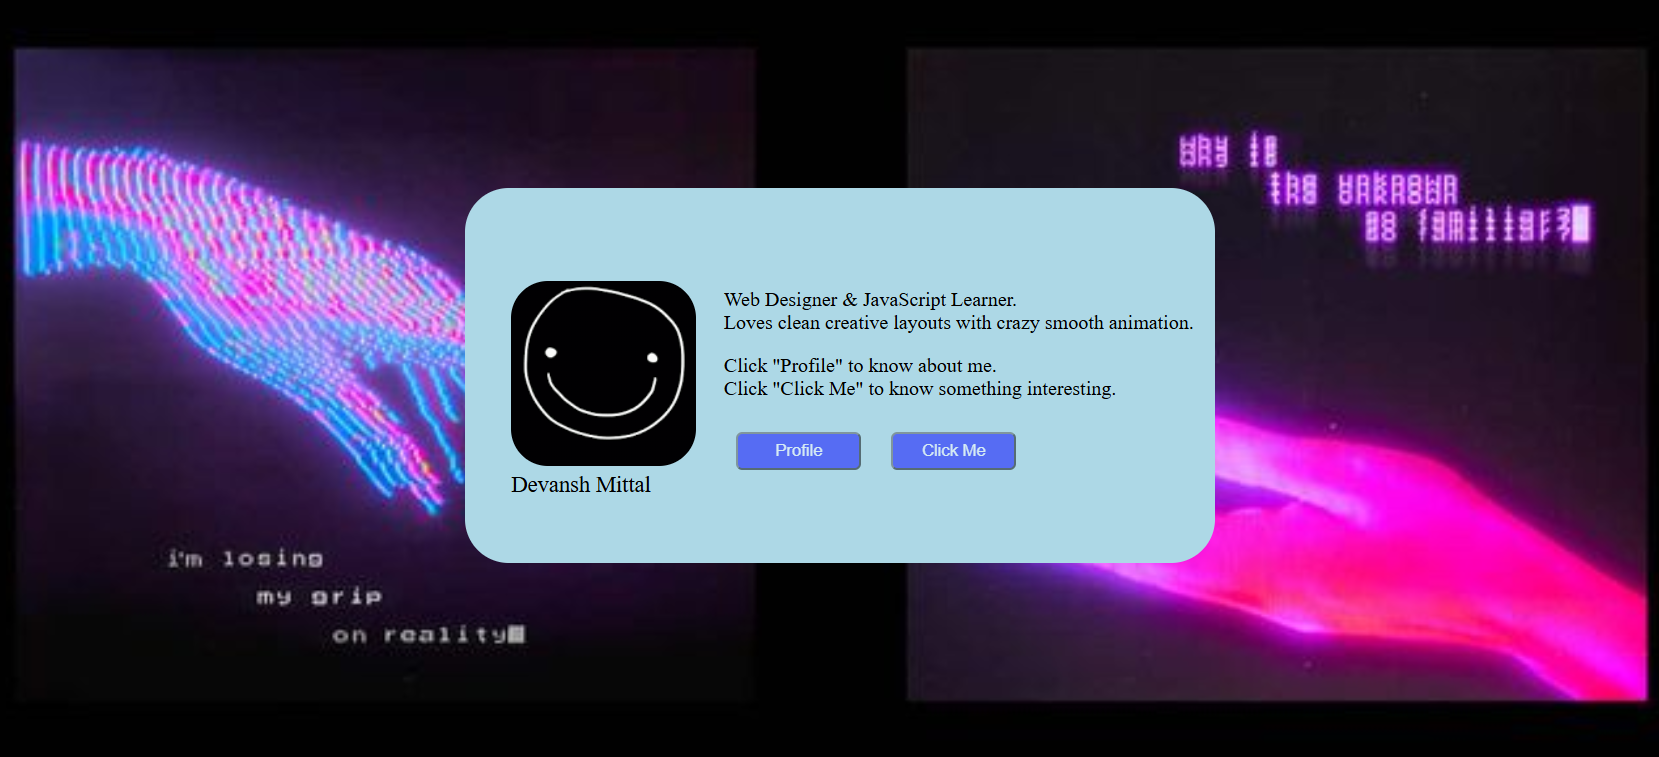 why is
the unknown
so familiar?
Web Designer & JavaScript Learner.
Loves clean creative layouts with crazy smooth animation.
Click "Profile" to know about me.
Click "Click Me" to know something interesting.
Profile
Click Me
Devansh Mittal
i'm losing
my grip
on reality